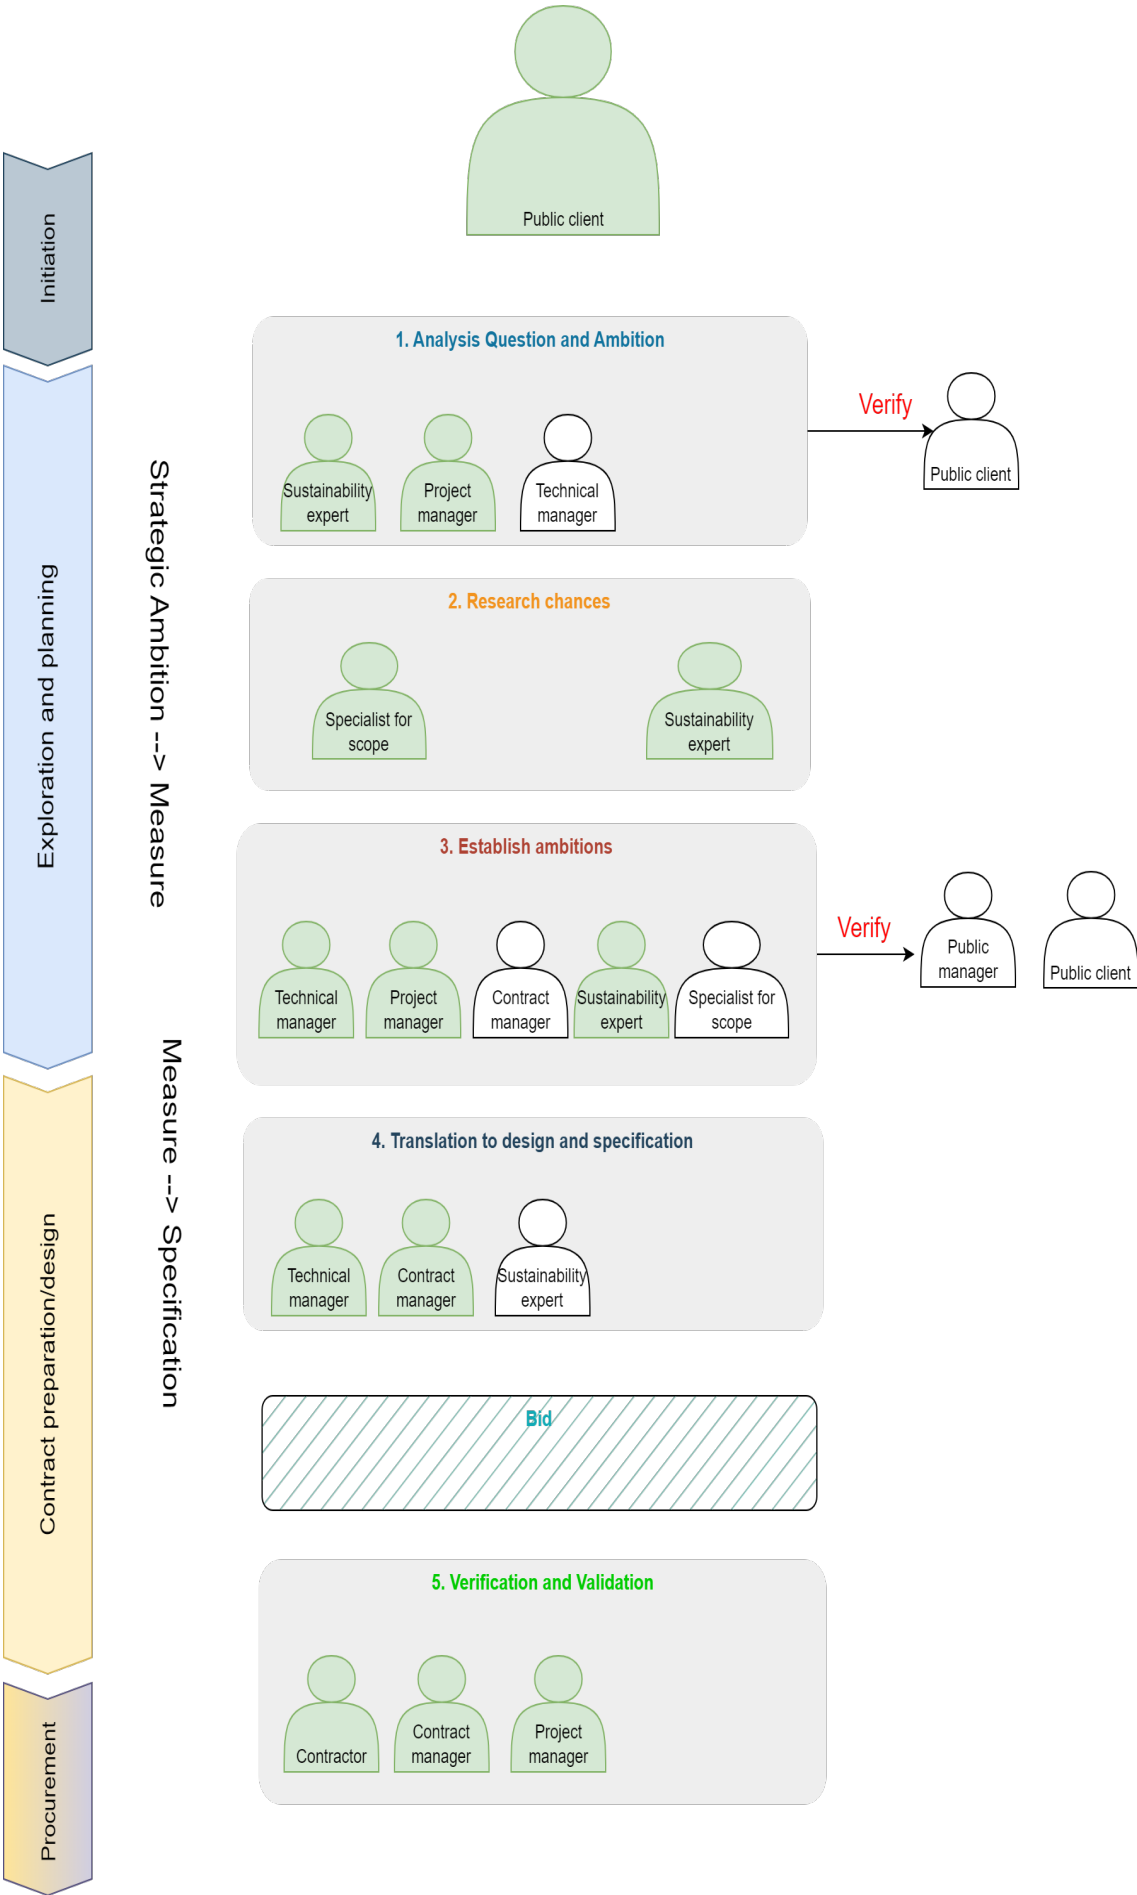 Public client
Initiation
1. Analysis Question and Ambition
Verify
Sustainability
expert
Project
manager
Technical
manager
Public client
Exploration and planning
Strategic Ambition --> Measure
2. Research chances
Specialist for
scope
Sustainability
expert
3. Establish ambitions
Verify
Technical
manager
Project
manager
Contract
manager
Sustainability
expert
Specialist for
scope
Public
manager
Public client
Measure --> Specification
Contract preparation/design
4. Translation to design and specification
Technical
manager
Contract
manager
Sustainability
expert
Bid
5. Verification and Validation
Contractor
Contract
manager
Project
manager
Procurement